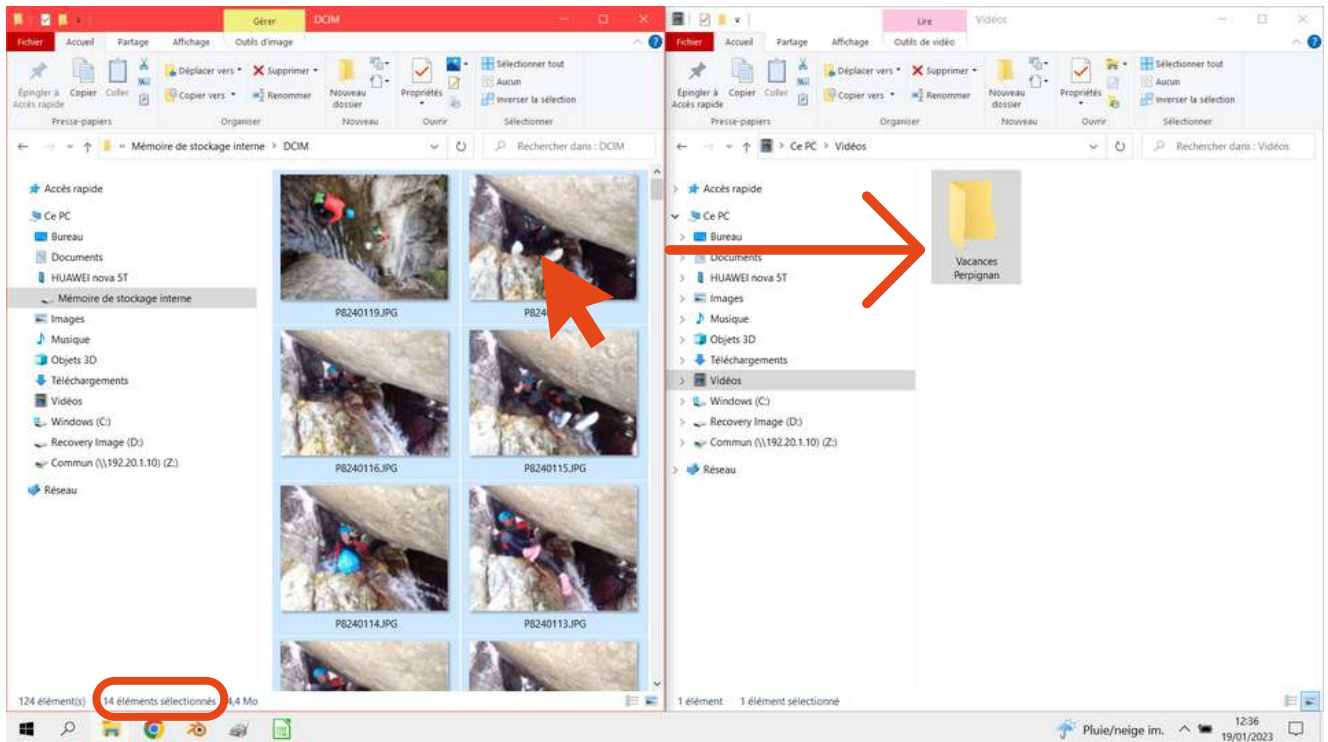 Gérer
DCIM
Fichier
Accueil
Partage
Affichage
Outils d'image
Épingler à
Accès rapide
Copier
Coller
Déplacer vers
Copier vers
Supprimer
Renommer
Nouveau
dossier
Propriétés
Sélectionner tout
Aucun
Inverser la sélection
Presse-papiers
Organiser
Nouveau
Ouvrir
Sélectionner
« Mémoire de stockage interne > DCIM
Rechercher dans : DCIM
Accès rapide
Ce PC
Bureau
Documents
HUAWEI nova 5T
Mémoire de stockage interne
Images
Musique
Objets 3D
Téléchargements
Vidéos
Windows (C:)
Recovery Image (D:)
Commun (\\192.20.1.10) (Z:)
Réseau
P8240119.JPG
P824
P8240116.JPG
P8240115.JPG
P8240114.JPG
P8240113.JPG
124 élément(s)
14 éléments sélectionnés
4,4 Mo
Lire
Vidéos
Fichier
Accueil
Partage
Affichage
Outils de vidéo
Épingler à
Accès rapide
Copier
Coller
Déplacer vers
Copier vers
Supprimer
Renommer
Nouveau
dossier
Propriétés
Sélectionner tout
Aucun
Inverser la sélection
Presse-papiers
Organiser
Nouveau
Ouvrir
Sélectionner
> Ce PC > Vidéos
Rechercher dans : Vidéos
Accès rapide
Ce PC
Bureau
Documents
HUAWEI nova 5T
Images
Musique
Objets 3D
Téléchargements
Vidéos
Windows (C:)
Recovery Image (D:)
Commun (\\192.20.1.10) (Z:)
Réseau
Vacances
Perpignan
1 élément
1 élément sélectionné
Pluie/neige im.
12:36
19/01/2023